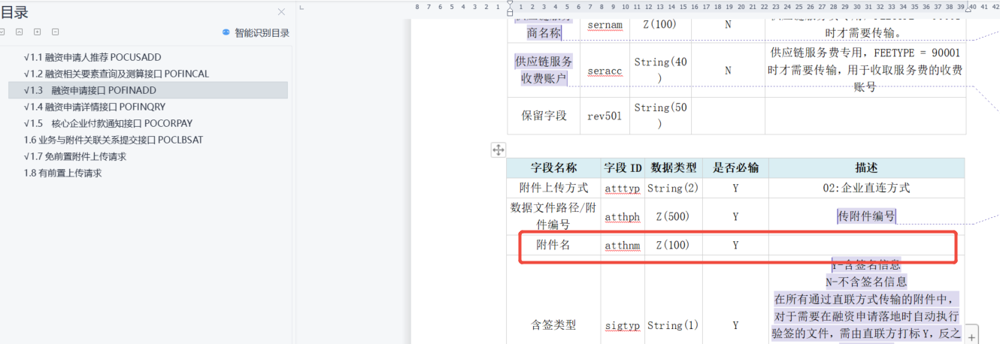 目录
智能识别目录
√1.1 融资申请人推荐 POCUSADD
√1.2 融资相关要素查询及测算接口 POFINCAL
√1.3 融资申请接口 POFINADD
√1.4 融资申请详情接口 POFINQRY
√1.5 核心企业付款通知接口 POCORPAY
1.6 业务与附件关联关系提交接口 POCLBSAT
√1.7 免前置附件上传请求
1.8 有前置上传请求
8 7 6 5 4 3 2 1 1 2 3 4 5 6 7 8 9 10 11 12 13 14 15 16 17 18 19 20 21 22 23 24 25 26 27 28 29 30 31 32 33 34 35 36 37 38 39 40 41 42
商名称 sernam Z(100) N
时才需要传输。
供应链服务
收费账户 seracc String(40
) N
供应链服务费专用，FEETYPE = 90001
时才需要传输，用于收取服务费的收费
账号
保留字段 rev50l String(50
)
字段名称 字段 ID 数据类型 是否必输 描述
附件上传方式 atttyp String(2) Y 02:企业直连方式
数据文件路径/附
件编号 atthph Z(500) Y 传附件编号
附件名 atthnm Z(100) Y
含签类型 sigtyp String(1) Y
Y-含签名信息
N-不含签名信息
在所有通过直联方式传输的附件中，
对于需要在融资申请落地时自动执行
验签的文件，需由直联方打标 Y，反之